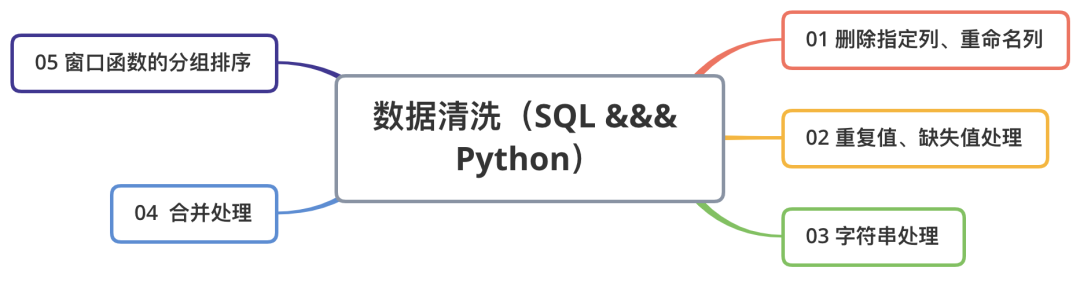 数据清洗（SQL &&&
Python）
01 删除指定列、重命名列
02 重复值、缺失值处理
03 字符串处理
04 合并处理
05 窗口函数的分组排序